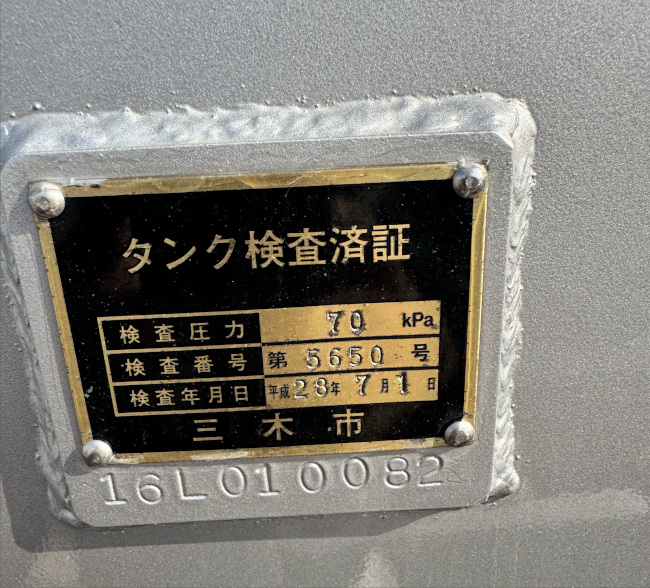 タンク検査済証
検査圧力 70 kPa
検査番号 第 5650 号
検査年月日 平成 28年 7月 1日
三木市
16L010082